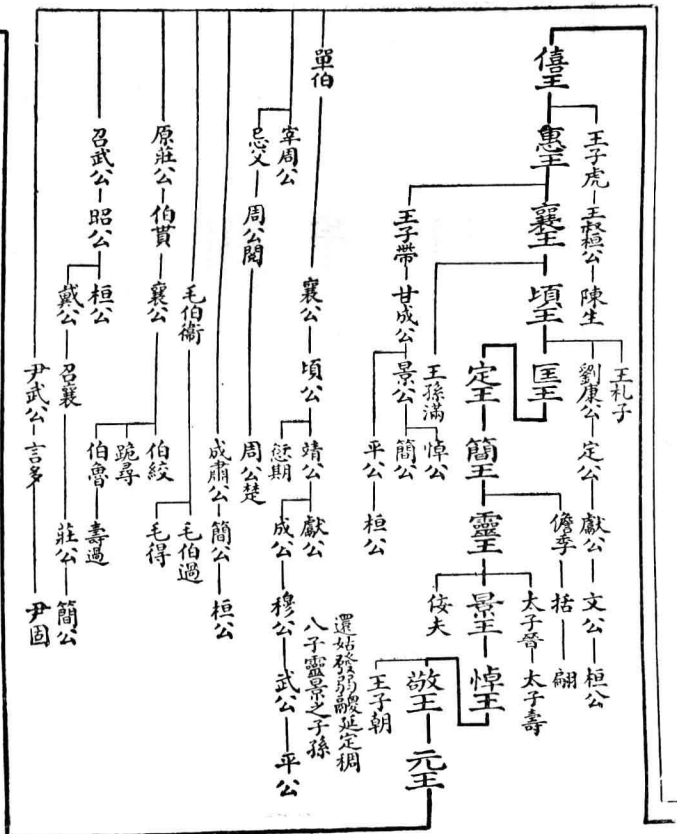 僖王
惠王
襄王
頃王
匡王
定王
簡王
靈王
景王
悼王
敬王
元王
王子虎
王叔桓公
陳生
王札子
劉康公
定公
獻公
文公
桓公
儋季
括
翩
太子晉
太子壽
佞夫
王子朝
王孫滿
王子帶
甘成公
景公
悼公
簡公
平公
桓公
還姑發弱鬷延定稠
八子靈景之子孫
單伯
襄公
頃公
靖公
愆期
獻公
成公
穆公
武公
平公
宰周公
忌父
周公閱
周公楚
成肅公
簡公
桓公
毛伯衛
毛伯過
毛得
原莊公
伯貫
襄公
伯絞
跪尋
伯魯
壽過
召武公
昭公
桓公
戴公
召襄
莊公
簡公
尹武公
言多
尹固